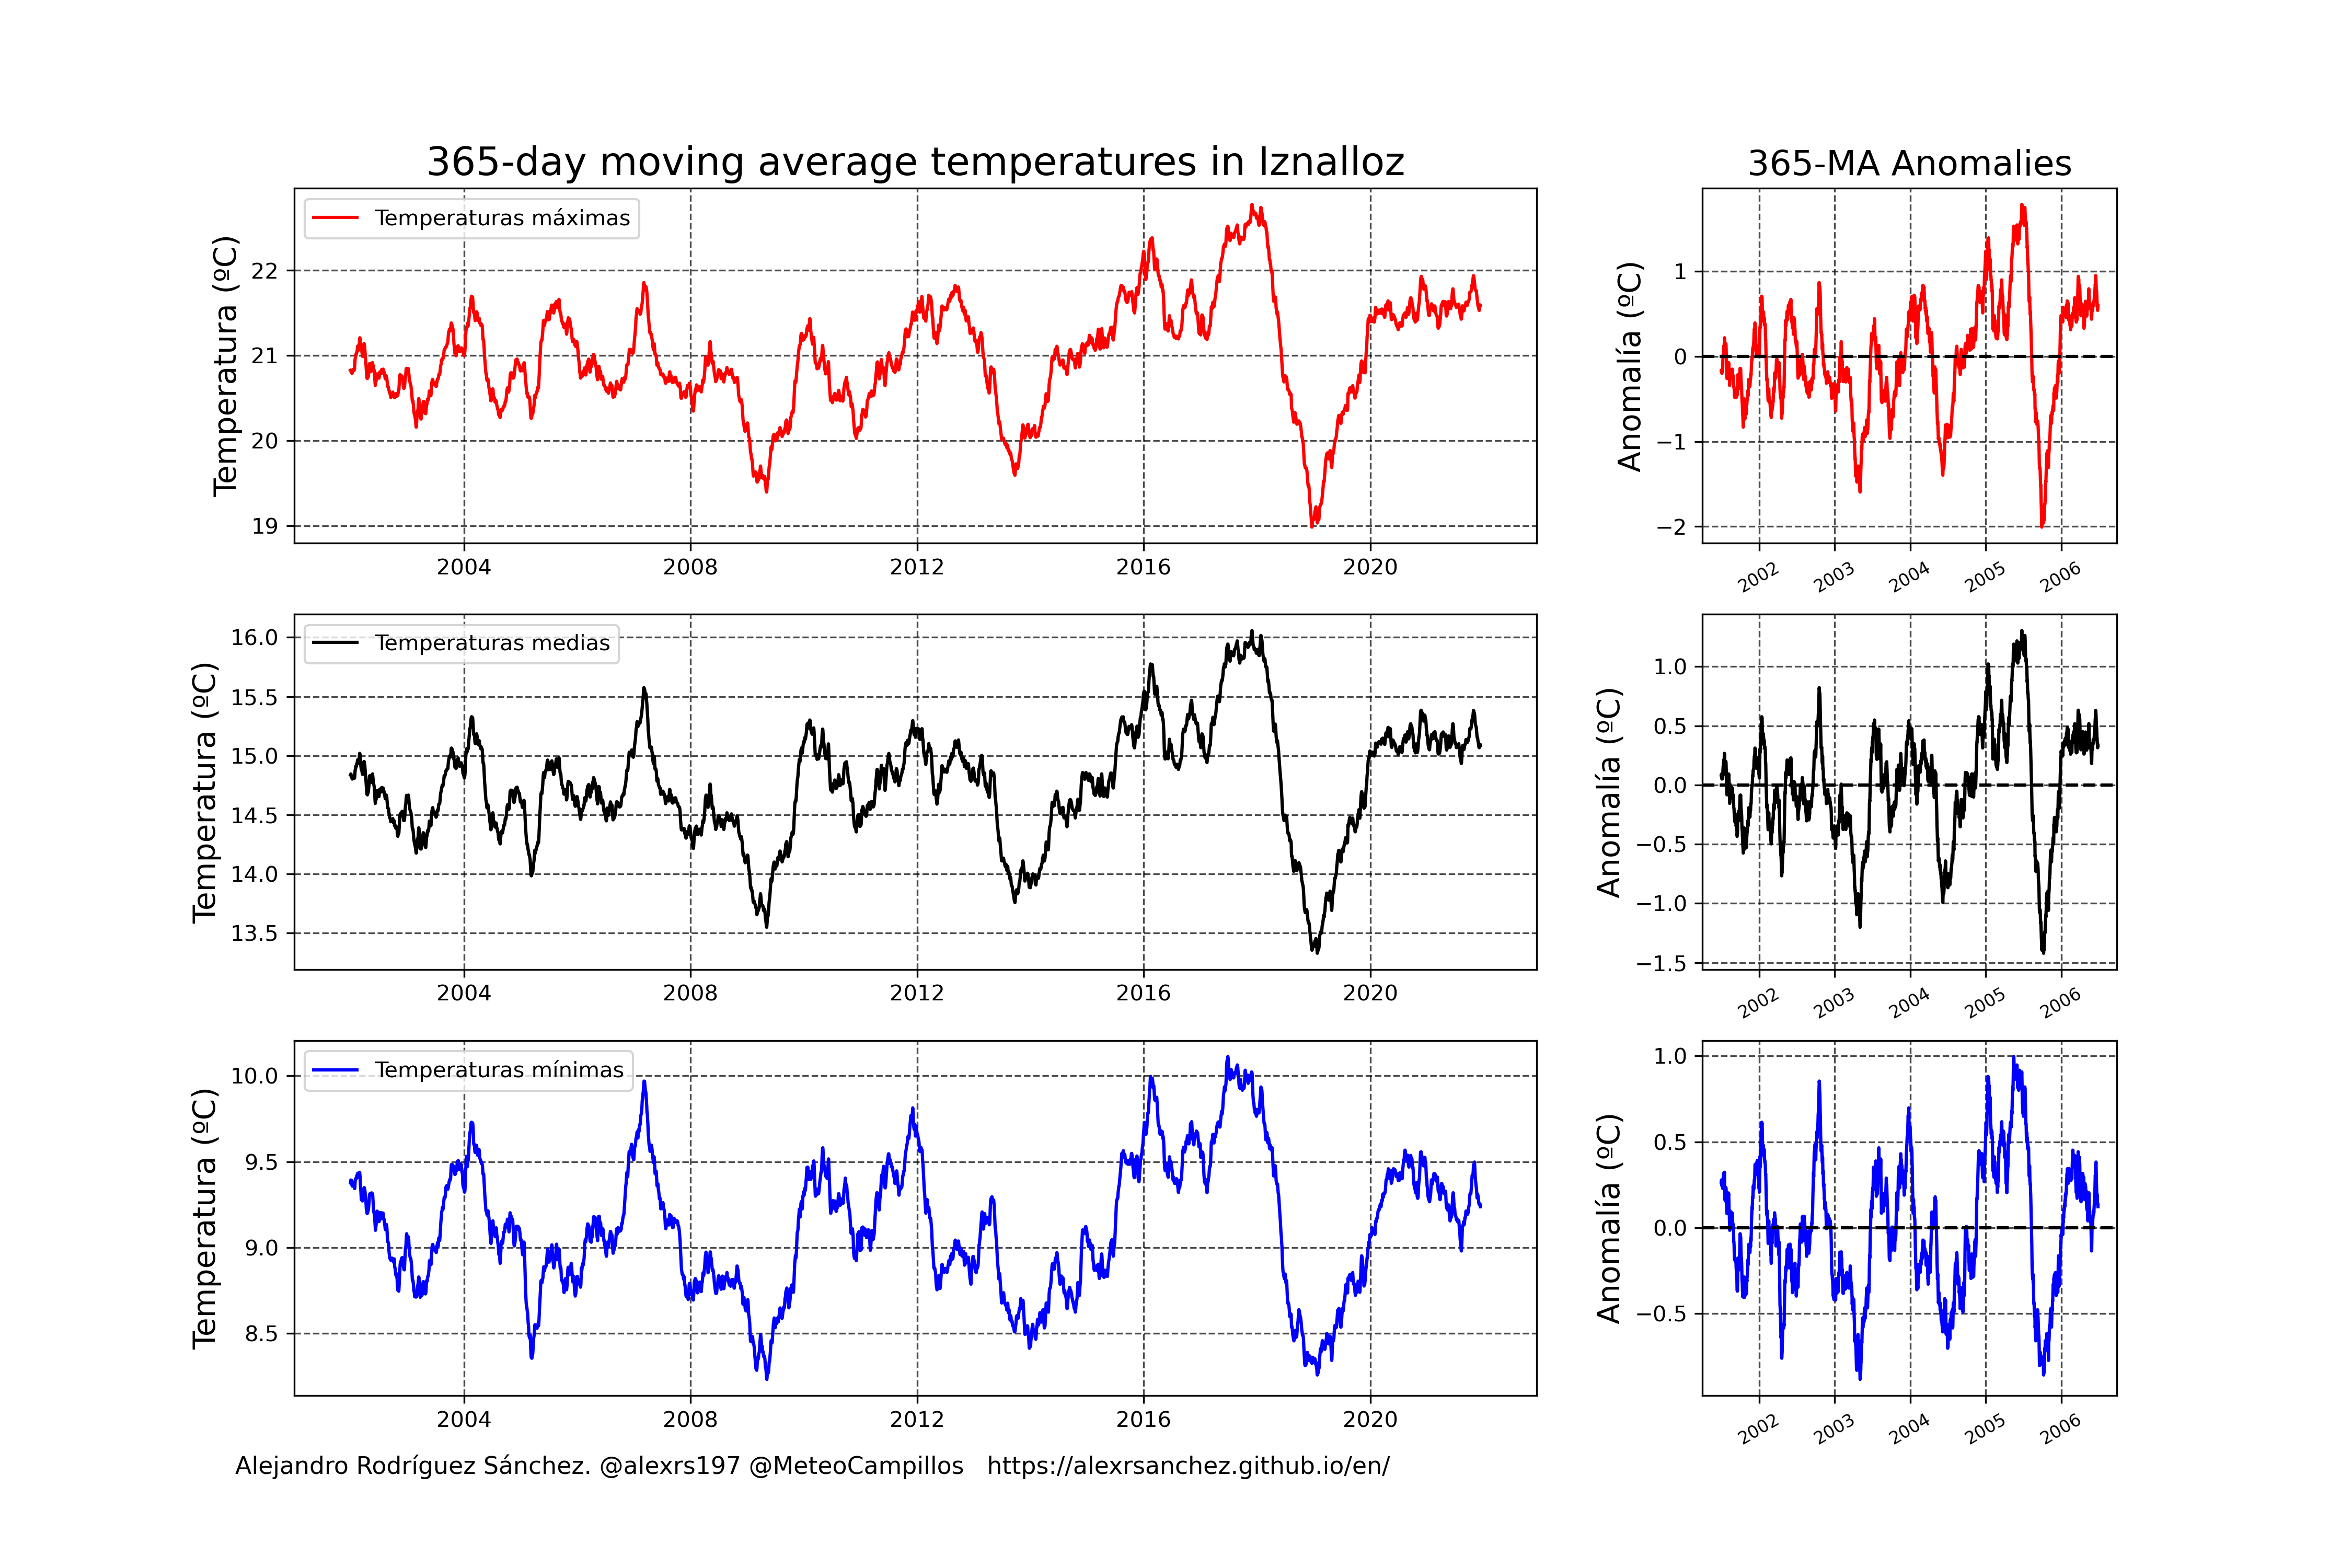 365-day moving average temperatures in Iznalloz
365-MA Anomalies
Temperatura (ºC)
Temperaturas máximas
22
21
20
19
2004 2008 2012 2016 2020
Anomalía (ºC)
1
0
−1
−2
2002 2003 2004 2005 2006
Temperatura (ºC)
Temperaturas medias
16.0
15.5
15.0
14.5
14.0
13.5
2004 2008 2012 2016 2020
Anomalía (ºC)
1.0
0.5
0.0
−0.5
−1.0
−1.5
2002 2003 2004 2005 2006
Temperatura (ºC)
Temperaturas mínimas
10.0
9.5
9.0
8.5
2004 2008 2012 2016 2020
Anomalía (ºC)
1.0
0.5
0.0
−0.5
2002 2003 2004 2005 2006
Alejandro Rodríguez Sánchez. @alexrs197 @MeteoCampillos https://alexrsanchez.github.io/en/